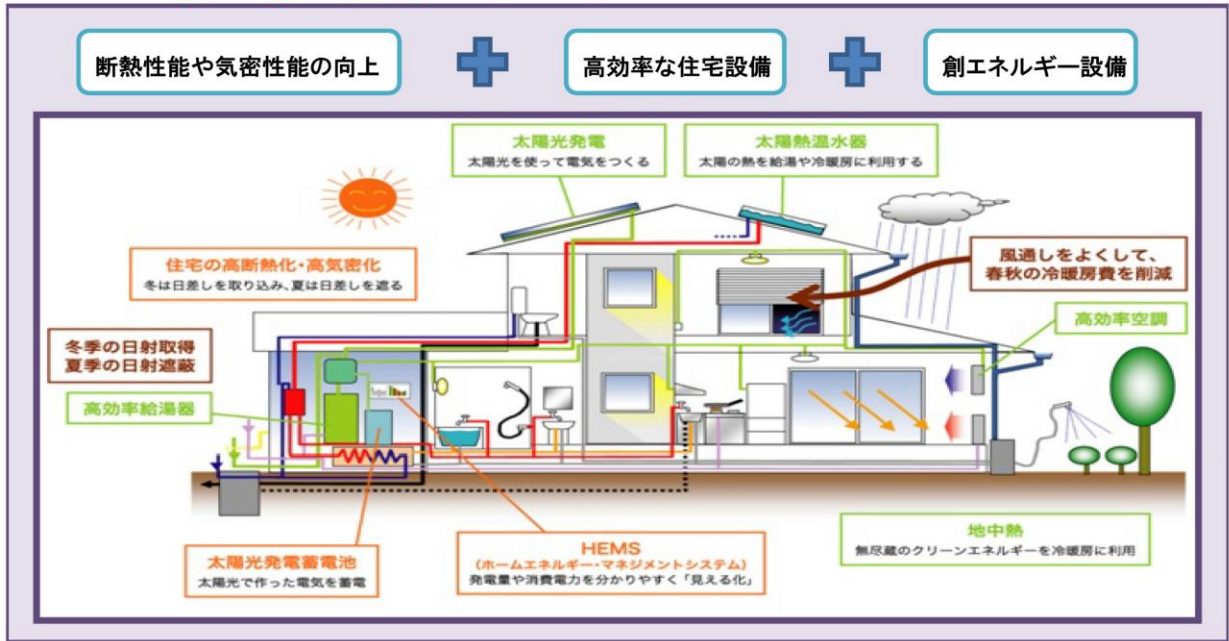 断熱性能や気密性能の向上
高効率な住宅設備
創エネルギー設備
太陽光発電
太陽光を使って電気をつくる
太陽熱温水器
太陽の熱を給湯や冷暖房に利用する
住宅の高断熱化・高気密化
冬は日差しを取り込み、夏は日差しを遮る
風通しをよくして、
春秋の冷暖房費を削減
高効率空調
冬季の日射取得
夏季の日射遮蔽
高効率給湯器
太陽光発電蓄電池
太陽光で作った電気を蓄電
HEMS
(ホームエネルギー・マネジメントシステム)
発電量や消費電力を分かりやすく「見える化」
地中熱
無尽蔵のクリーンエネルギーを冷暖房に利用